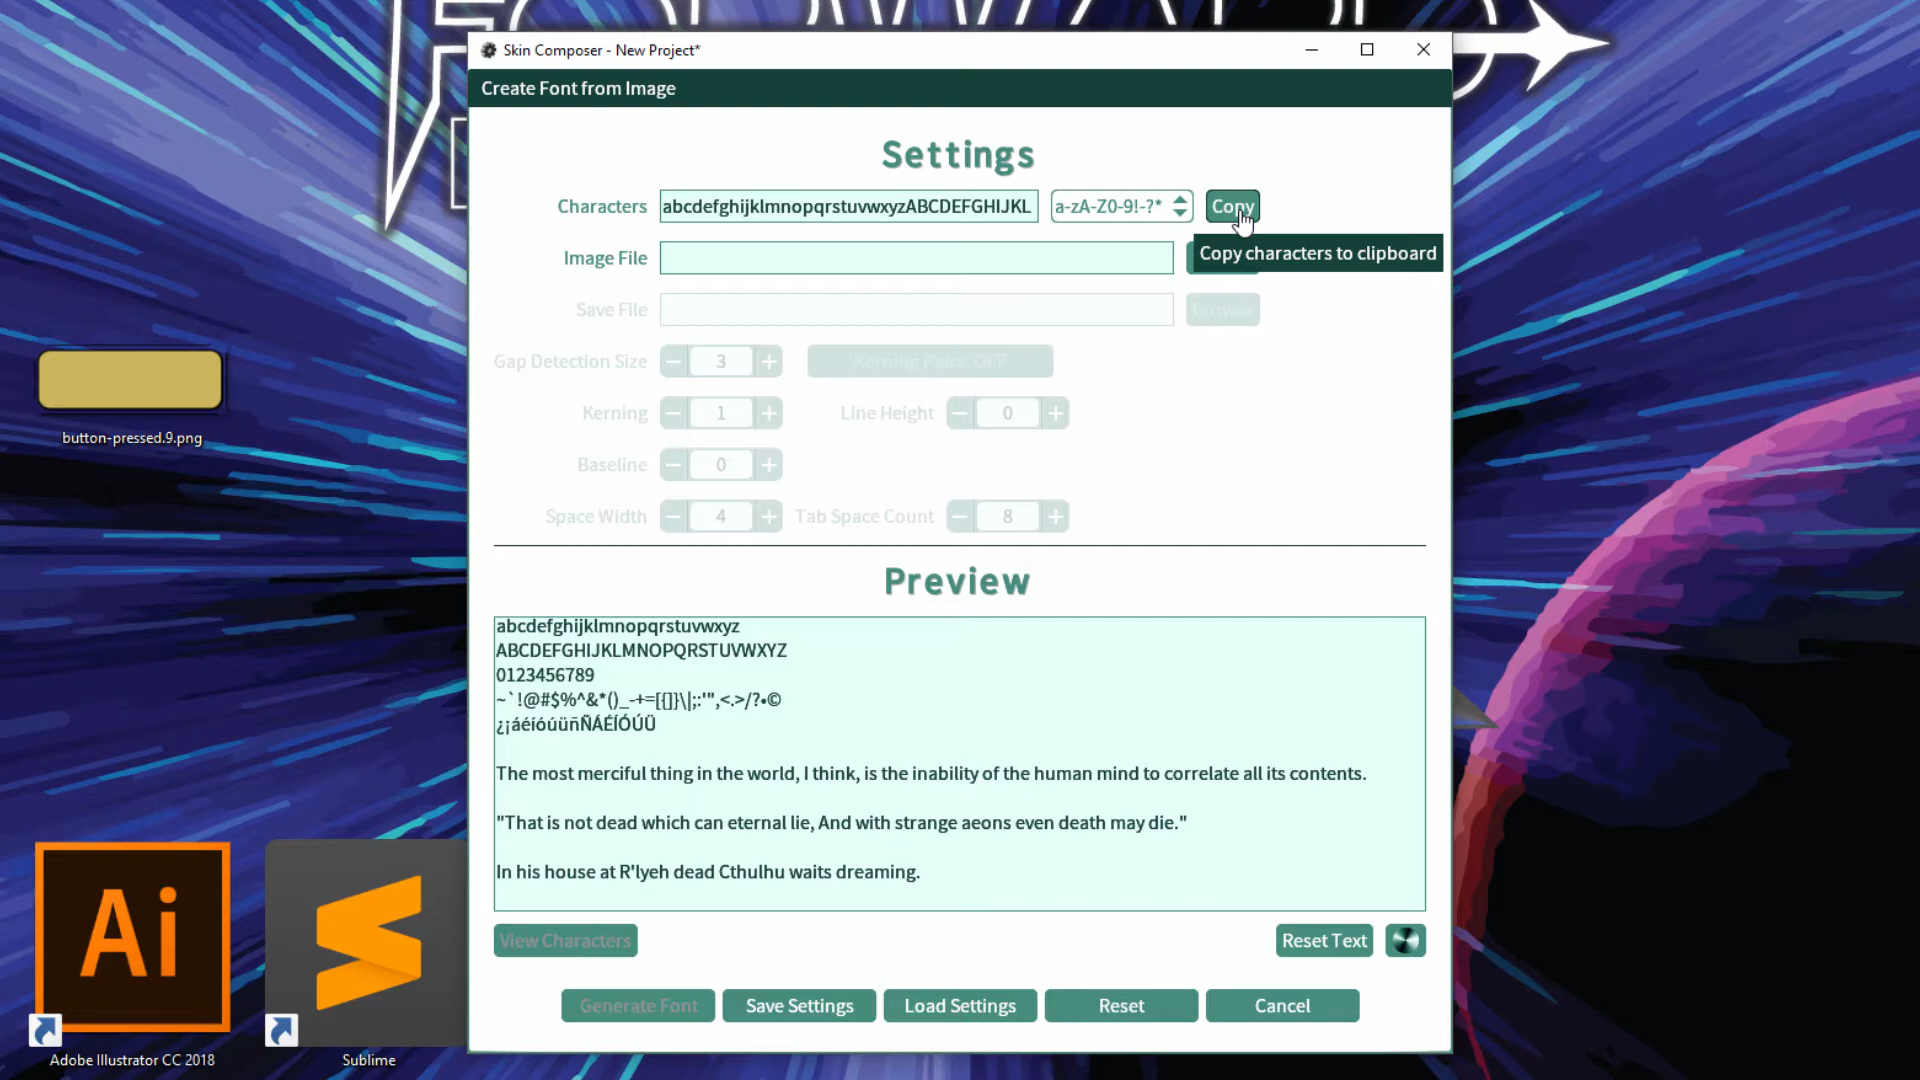 Skin Composer - New Project*
Create Font from Image
Settings
Characters abcdefghijklmnopqrstuvwxyzABCDEFGHIJKL a-zA-Z0-9!-?* Copy
Copy characters to clipboard
Image File
Save File Browse
Gap Detection Size 3 Kerning Pairs: OFF
Kerning 1 Line Height 0
Baseline 0
Space Width 4 Tab Space Count 8
Preview
abcdefghijklmnopqrstuvwxyz
ABCDEFGHIJKLMNOPQRSTUVWXYZ
0123456789
~`!@#$%^&*()_-+=[{]}\|;:'",<.>/?•©
¿¡áéíóúüñÑÁÉÍÓÚÜ
The most merciful thing in the world, I think, is the inability of the human mind to correlate all its contents.
"That is not dead which can eternal lie, And with strange aeons even death may die."
In his house at R'lyeh dead Cthulhu waits dreaming.
View Characters Reset Text
Generate Font Save Settings Load Settings Reset Cancel
button-pressed.9.png
Ai
Adobe Illustrator CC 2018
Sublime